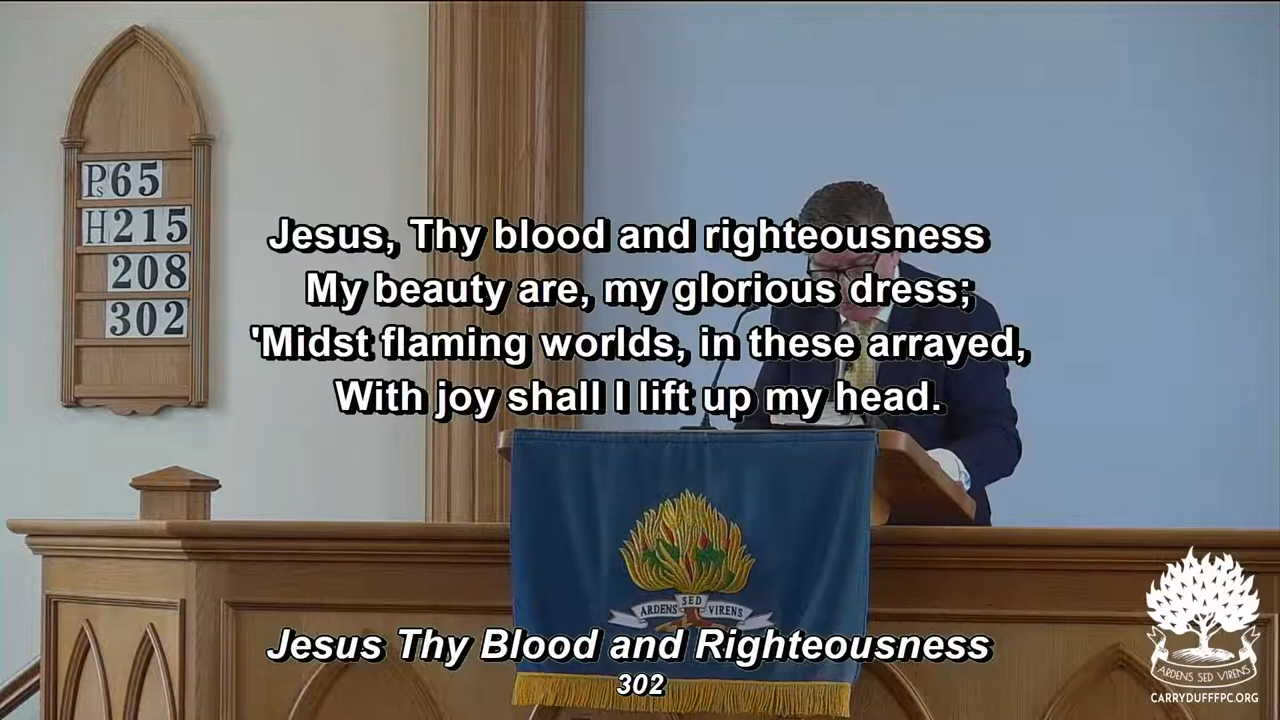 Ps65
H215
208
302
Jesus, Thy blood and righteousness
My beauty are, my glorious dress;
'Midst flaming worlds, in these arrayed,
With joy shall I lift up my head.
ARDENS SED VIRENS
Jesus Thy Blood and Righteousness
302
ARDENS SED VIRENS
CARRYDUFFFPC.ORG